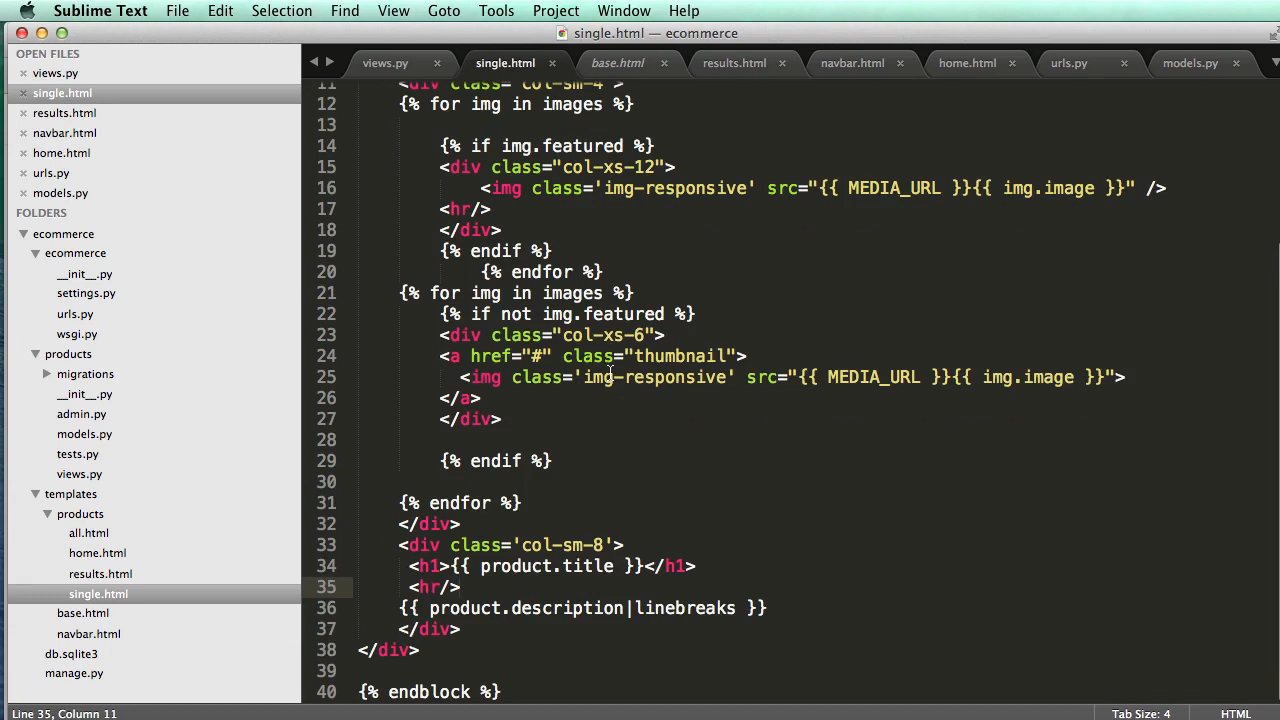 Sublime Text File Edit Selection Find View Goto Tools Project Window Help
single.html — ecommerce
OPEN FILES
views.py
single.html
results.html
navbar.html
home.html
urls.py
models.py
FOLDERS
ecommerce
ecommerce
__init__.py
settings.py
urls.py
wsgi.py
products
migrations
__init__.py
admin.py
models.py
tests.py
views.py
templates
products
all.html
home.html
results.html
single.html
base.html
navbar.html
db.sqlite3
manage.py
views.py single.html base.html results.html navbar.html home.html urls.py models.py
11 <div class='col-sm-4'>
12 {% for img in images %}
13
14 {% if img.featured %}
15 <div class="col-xs-12">
16 <img class='img-responsive' src="{{ MEDIA_URL }}{{ img.image }}" />
17 <hr/>
18 </div>
19 {% endif %}
20 {% endfor %}
21 {% for img in images %}
22 {% if not img.featured %}
23 <div class="col-xs-6">
24 <a href="#" class="thumbnail">
25 <img class='img-responsive' src="{{ MEDIA_URL }}{{ img.image }}">
26 </a>
27 </div>
28
29 {% endif %}
30
31 {% endfor %}
32 </div>
33 <div class='col-sm-8'>
34 <h1>{{ product.title }}</h1>
35 <hr/>
36 {{ product.description|linebreaks }}
37 </div>
38 </div>
39
40 {% endblock %}
Line 35, Column 11 Tab Size: 4 HTML